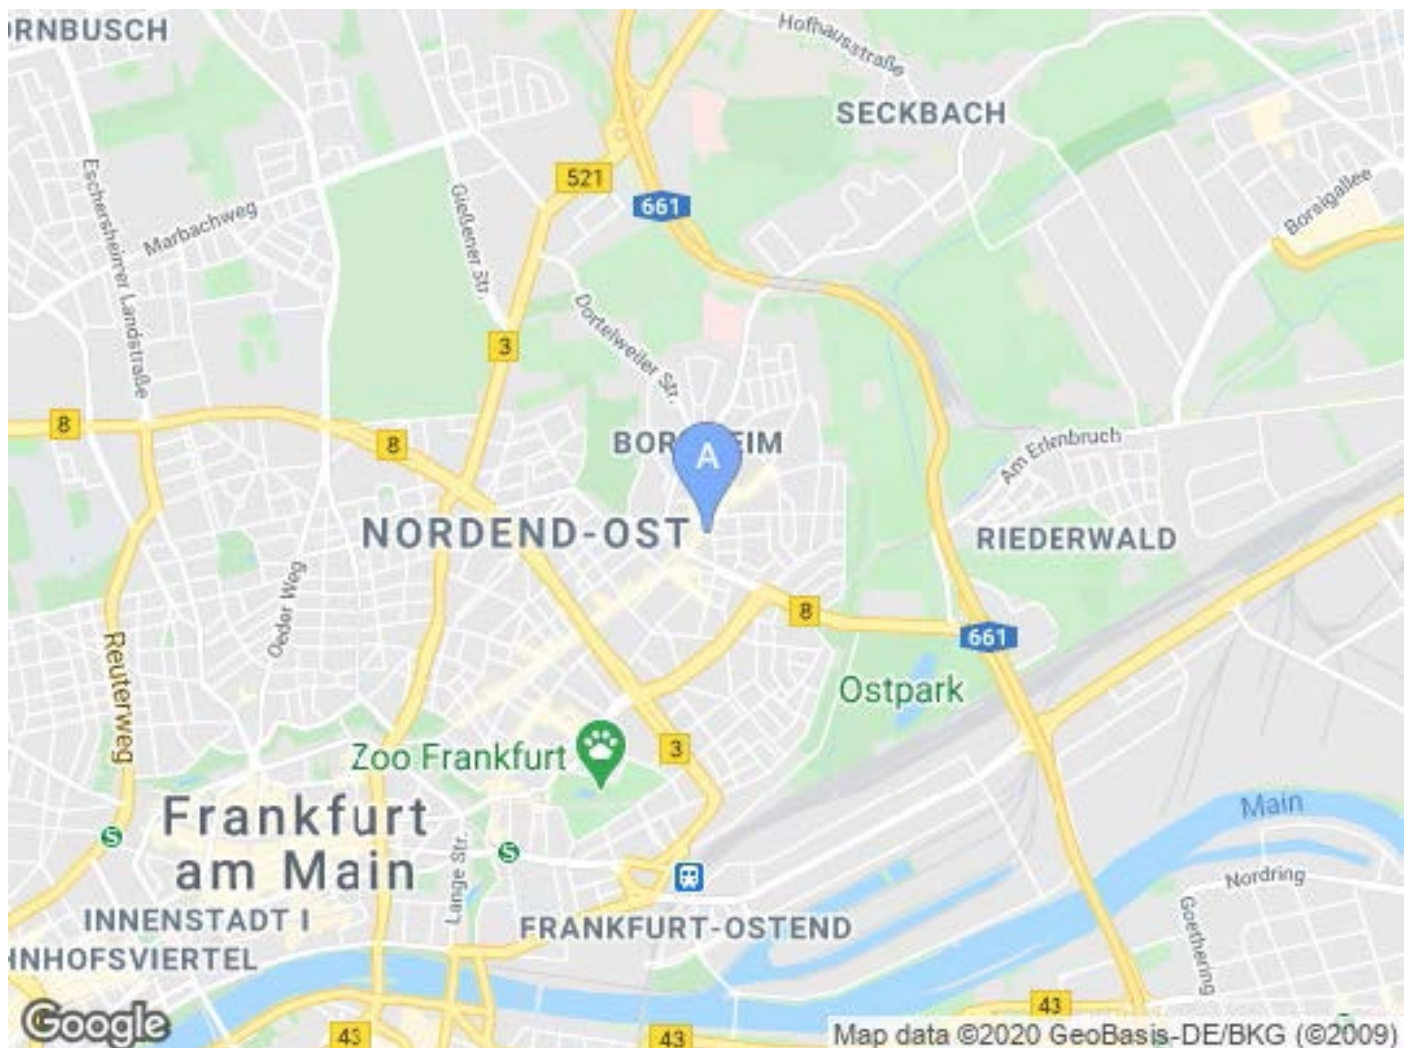 ORNBUSCH
Hofhausstraße
SECKBACH
Eschersheimer Landstraße
Marbachweg
Gießener Str.
521
661
Borsigallee
Dortelweiler Str.
3
8
8
A
Am Erlenbruch
NORDEND-OST
RIEDERWALD
Oeder Weg
8
661
Reuterweg
Ostpark
Zoo Frankfurt
3
Frankfurt
am Main
Main
S
S
Lange Str.
Nordring
Goethering
INNENSTADT I
FRANKFURT-OSTEND
HNHOFSVIERTEL
43
43
43
Google
Map data ©2020 GeoBasis-DE/BKG (©2009)